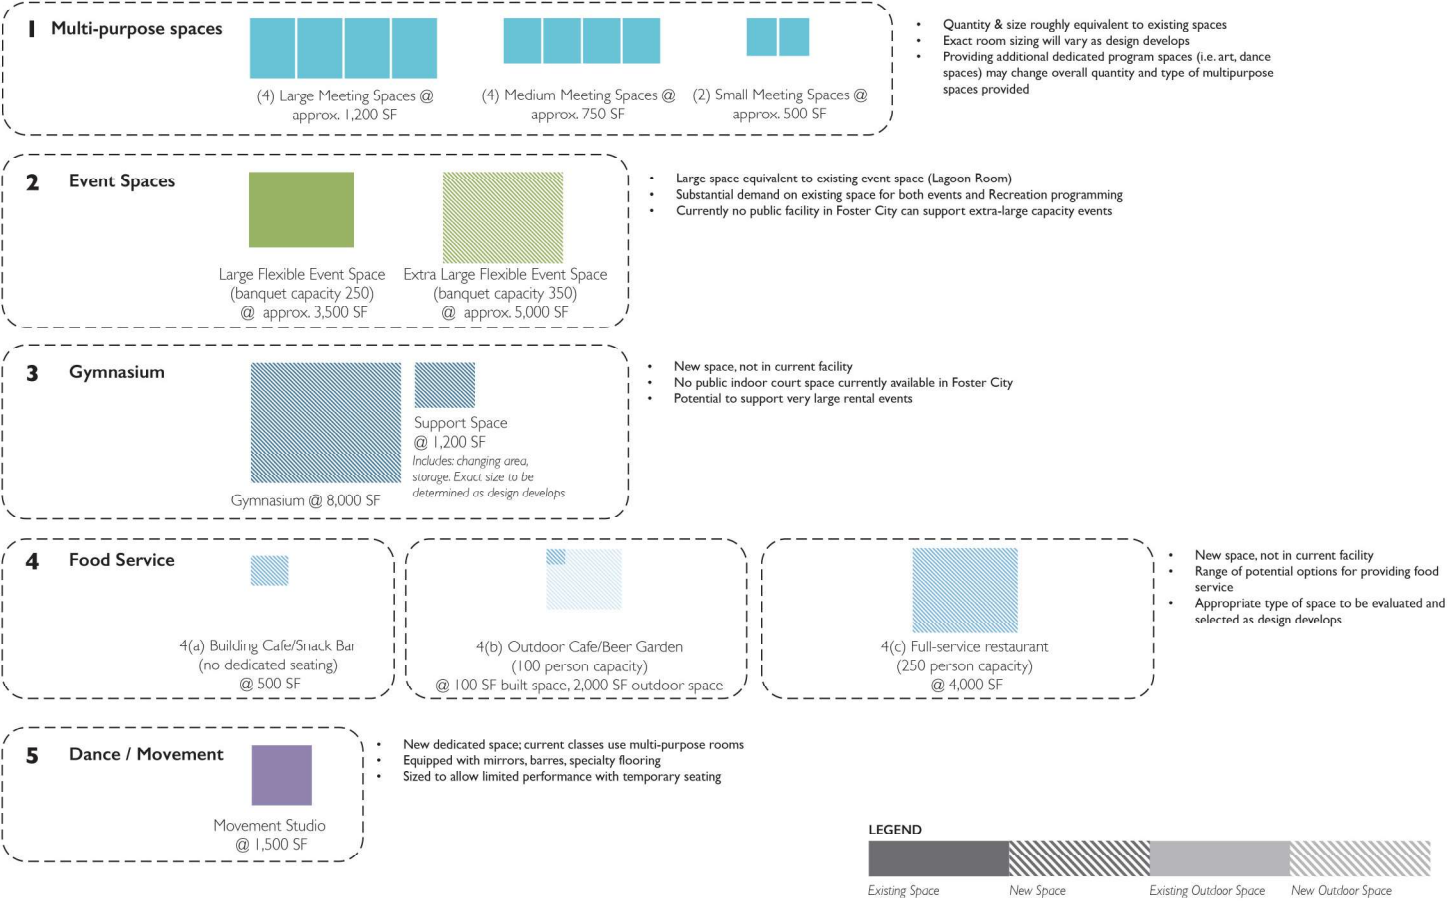 1 Multi-purpose spaces
(4) Large Meeting Spaces @
approx. 1,200 SF
(4) Medium Meeting Spaces @
approx. 750 SF
(2) Small Meeting Spaces @
approx. 500 SF
• Quantity & size roughly equivalent to existing spaces
• Exact room sizing will vary as design develops
• Providing additional dedicated program spaces (i.e. art, dance
spaces) may change overall quantity and type of multipurpose
spaces provided
2 Event Spaces
Large Flexible Event Space
(banquet capacity 250)
@ approx. 3,500 SF
Extra Large Flexible Event Space
(banquet capacity 350)
@ approx. 5,000 SF
• Large space equivalent to existing event space (Lagoon Room)
• Substantial demand on existing space for both events and Recreation programming
• Currently no public facility in Foster City can support extra-large capacity events
3 Gymnasium
Gymnasium @ 8,000 SF
Support Space
@ 1,200 SF
Includes: changing area,
storage. Exact size to be
determined as design develops
• New space, not in current facility
• No public indoor court space currently available in Foster City
• Potential to support very large rental events
4 Food Service
4(a) Building Cafe/Snack Bar
(no dedicated seating)
@ 500 SF
4(b) Outdoor Cafe/Beer Garden
(100 person capacity)
@ 100 SF built space, 2,000 SF outdoor space
4(c) Full-service restaurant
(250 person capacity)
@ 4,000 SF
• New space, not in current facility
• Range of potential options for providing food
service
• Appropriate type of space to be evaluated and
selected as design develops
5 Dance / Movement
Movement Studio
@ 1,500 SF
• New dedicated space; current classes use multi-purpose rooms
• Equipped with mirrors, barres, specialty flooring
• Sized to allow limited performance with temporary seating
LEGEND
Existing Space
New Space
Existing Outdoor Space
New Outdoor Space